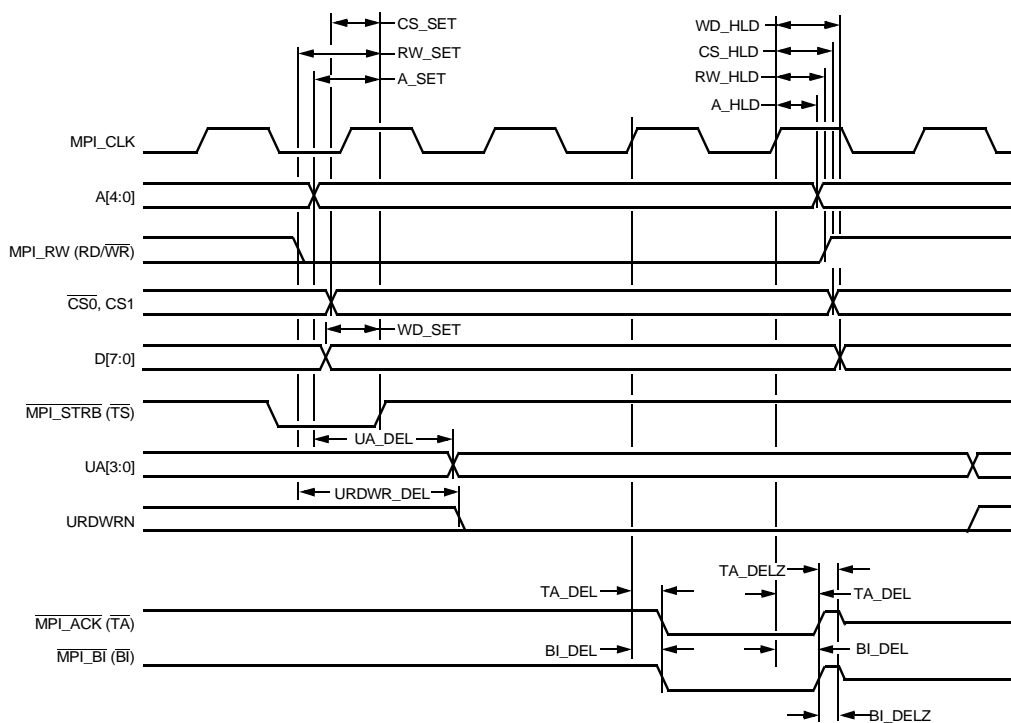 CS_SET
WD_HLD
RW_SET
CS_HLD
A_SET
RW_HLD
A_HLD
MPI_CLK
A[4:0]
MPI_RW (RD/WR)
CS0, CS1
WD_SET
D[7:0]
MPI_STRB (TS)
UA_DEL
UA[3:0]
URDWR_DEL
URDWRN
TA_DELZ
TA_DEL
TA_DEL
MPI_ACK (TA)
BI_DEL
BI_DEL
MPI_BI (BI)
BI_DELZ